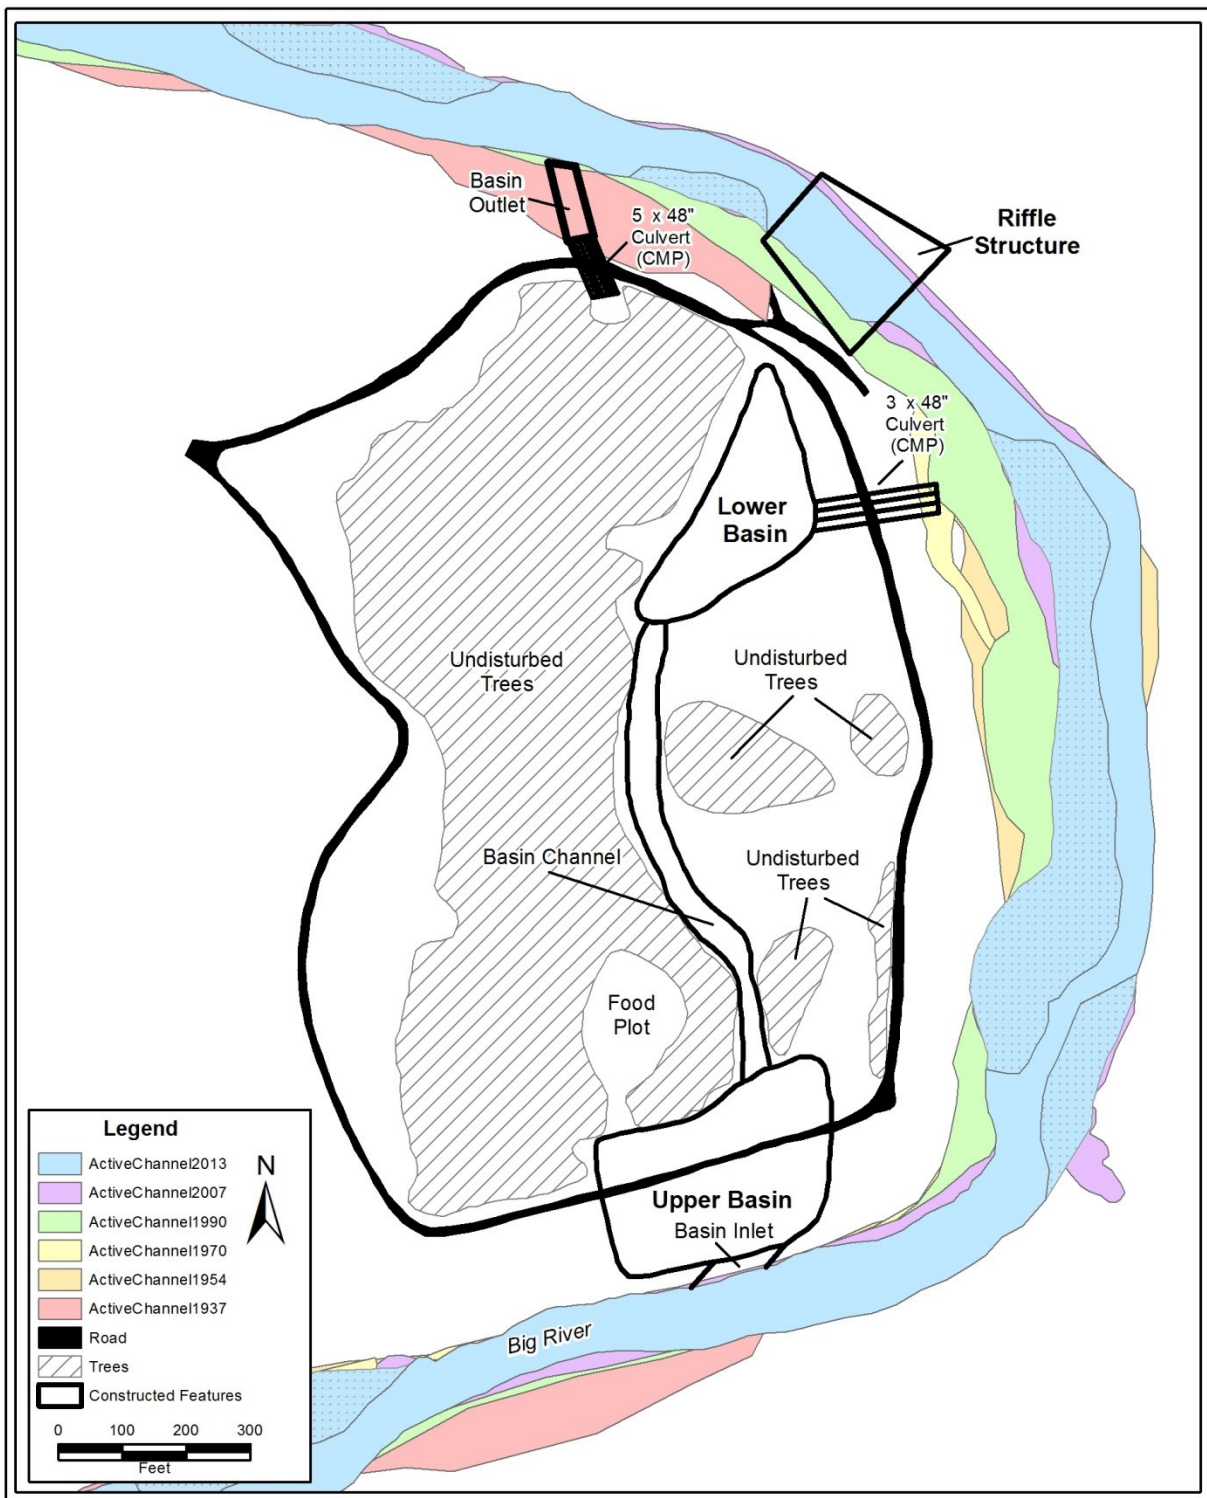 Basin
Outlet
5 x 48"
Culvert
(CMP)
Riffle
Structure
3 x 48"
Culvert
(CMP)
Lower
Basin
Undisturbed
Trees
Undisturbed
Trees
Basin Channel
Undisturbed
Trees
Food
Plot
Upper Basin
Basin Inlet
Big River
Legend
ActiveChannel2013
ActiveChannel2007
ActiveChannel1990
ActiveChannel1970
ActiveChannel1954
ActiveChannel1937
Road
Trees
Constructed Features
N
0 100 200 300
Feet